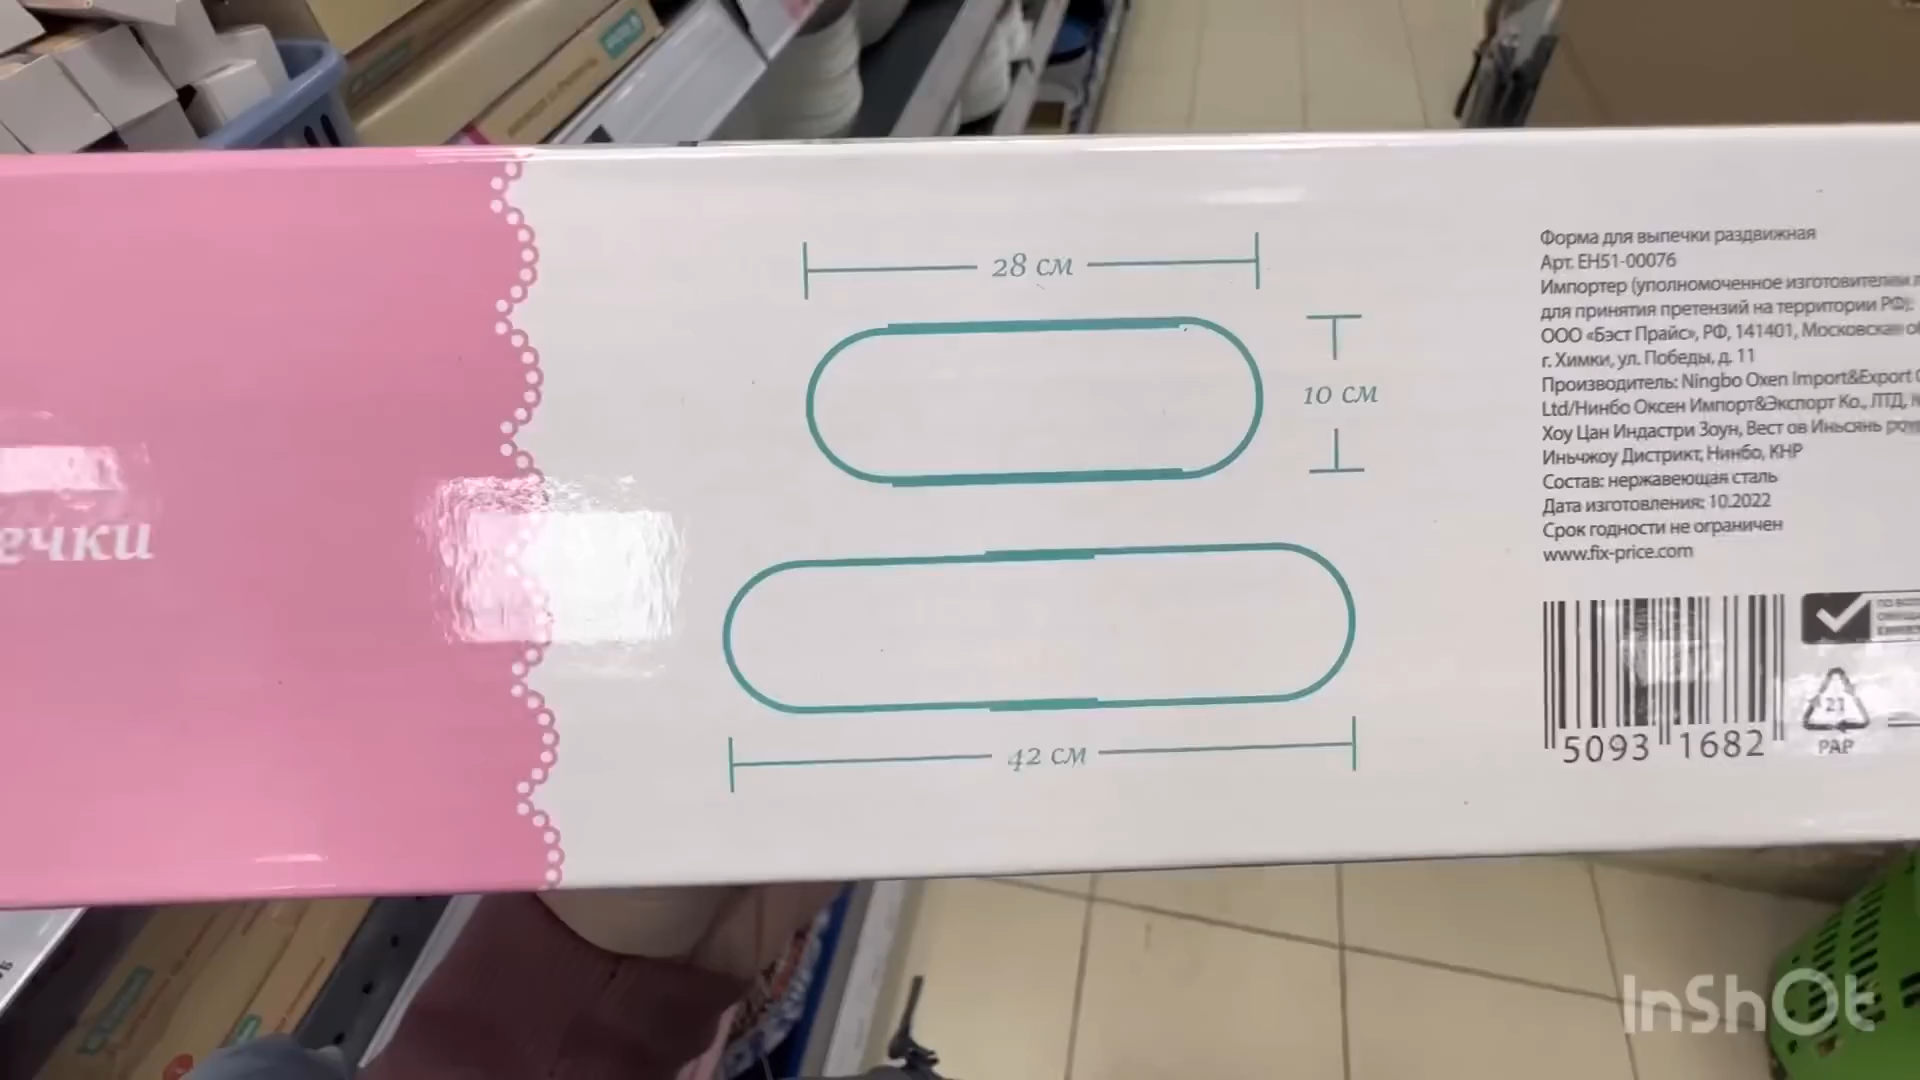 28 см
10 см
42 см
ечки
Форма для выпечки раздвижная
Арт. EH51-00076
Импортер (уполномоченное изготовителем
для принятия претензий на территории РФ):
ООО «Бэст Прайс», РФ, 141401, Московская
г. Химки, ул. Победы, д. 11
Производитель: Ningbo Oxen Import&Export
Ltd/Нинбо Оксен Импорт&Экспорт Ко., ЛТД,
Хоу Цан Индастри Зоун, Вест ов Иньсянь
Иньчжоу Дистрикт, Нинбо, КНР
Состав: нержавеющая сталь
Дата изготовления: 10.2022
Срок годности не ограничен
www.fix-price.com
5093 1682
21
PAP
InShOt